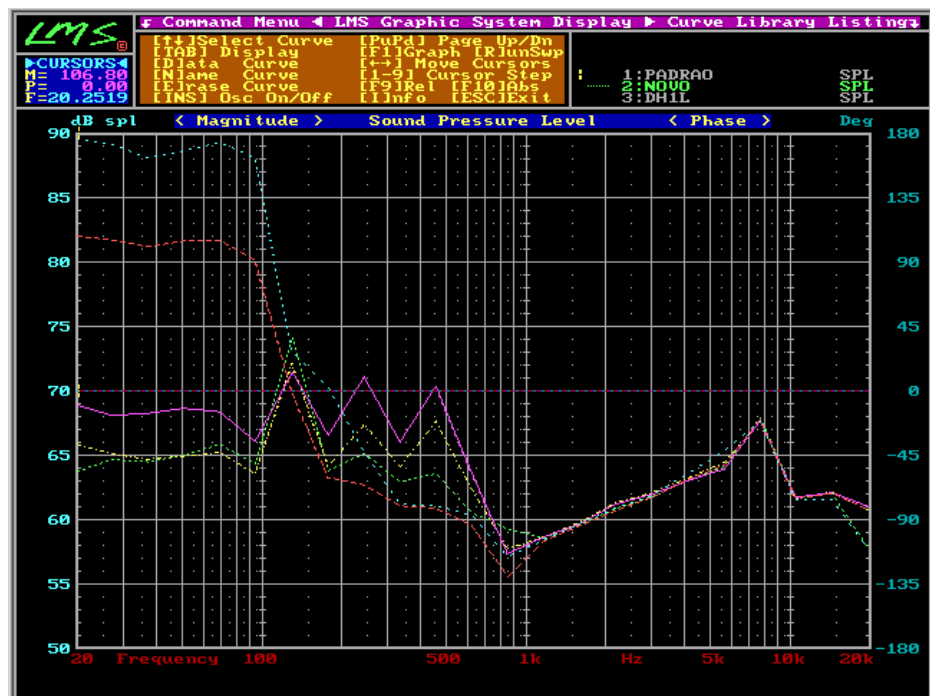 LMS©
┏ Command Menu ◀ LMS Graphic System Display ▶ Curve Library Listing┓
[↑↓]Select Curve [PuPd] Page Up/Dn
[TAB] Display [F1]Graph [R]unSwp
[D]ata Curve [←→] Move Cursors
[N]ame Curve [1-9] Cursor Step
[E]rase Curve [F9]Rel [F10]Abs
[INS] Osc On/Off [I]nfo [ESC]Exit
▶CURSORS◀
M= 106.80
P= 0.00
F=20.2519
1:PADRAO SPL
2:NOVO SPL
3:DH1L SPL
dB spl < Magnitude > Sound Pressure Level < Phase > Deg
90 180
85 135
80 90
75 45
70 0
65 -45
60 -90
55 -135
50 -180
20 Frequency 100 500 1k Hz 5k 10k 20k